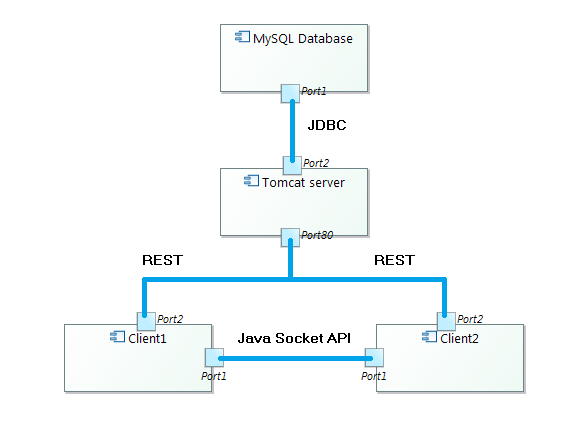 MySQL Database
Port1
JDBC
Port2
Tomcat server
Port80
REST
REST
Port2
Port2
Client1
Java Socket API
Client2
Port1
Port1